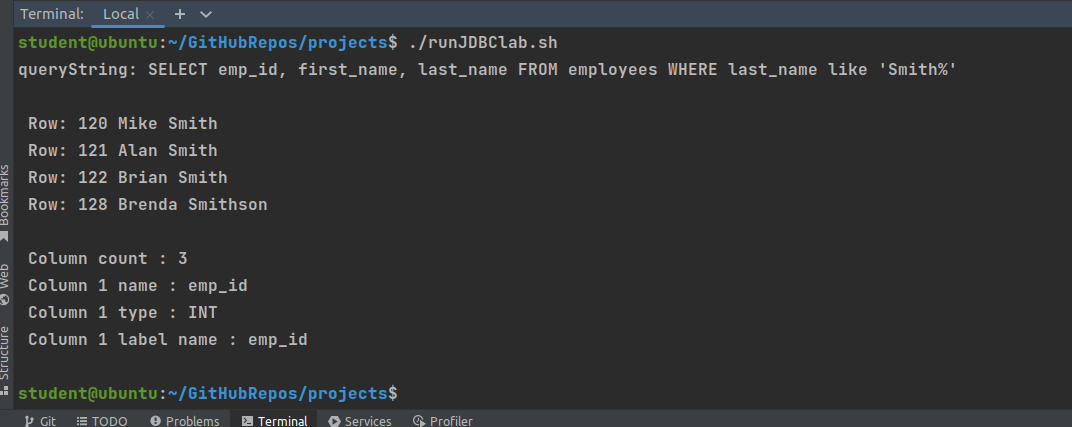 Terminal: Local × +
student@ubuntu:~/GitHubRepos/projects$ ./runJDBClab.sh
queryString: SELECT emp_id, first_name, last_name FROM employees WHERE last_name like 'Smith%'
Row: 120 Mike Smith
Row: 121 Alan Smith
Row: 122 Brian Smith
Row: 128 Brenda Smithson
Column count : 3
Column 1 name : emp_id
Column 1 type : INT
Column 1 label name : emp_id
student@ubuntu:~/GitHubRepos/projects$
Bookmarks
Web
Structure
Git TODO Problems Terminal Services Profiler